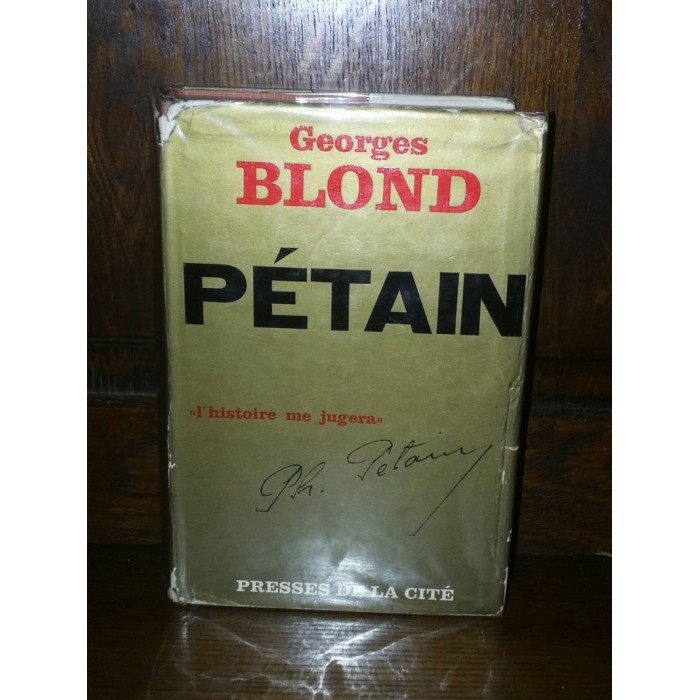 Georges
BLOND
PÉTAIN
«l'histoire me jugera»
Ph. Pétain
PRESSES DE LA CITÉ